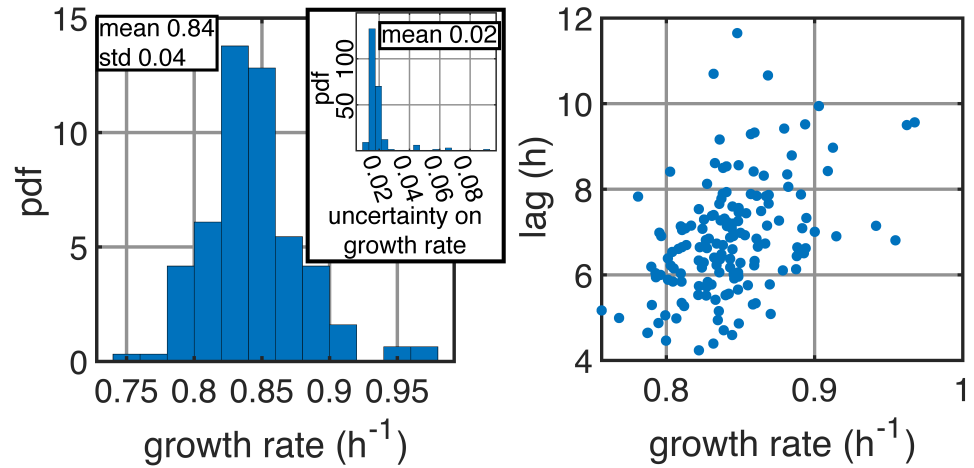 15
10
5
0
pdf
mean 0.84
std 0.04
0.75 0.8 0.85 0.9 0.95
growth rate (h⁻¹)
mean 0.02
100
50
pdf
0.02 0.04 0.06 0.08
uncertainty on
growth rate
12
10
8
6
4
lag (h)
0.8 0.9 1
growth rate (h⁻¹)